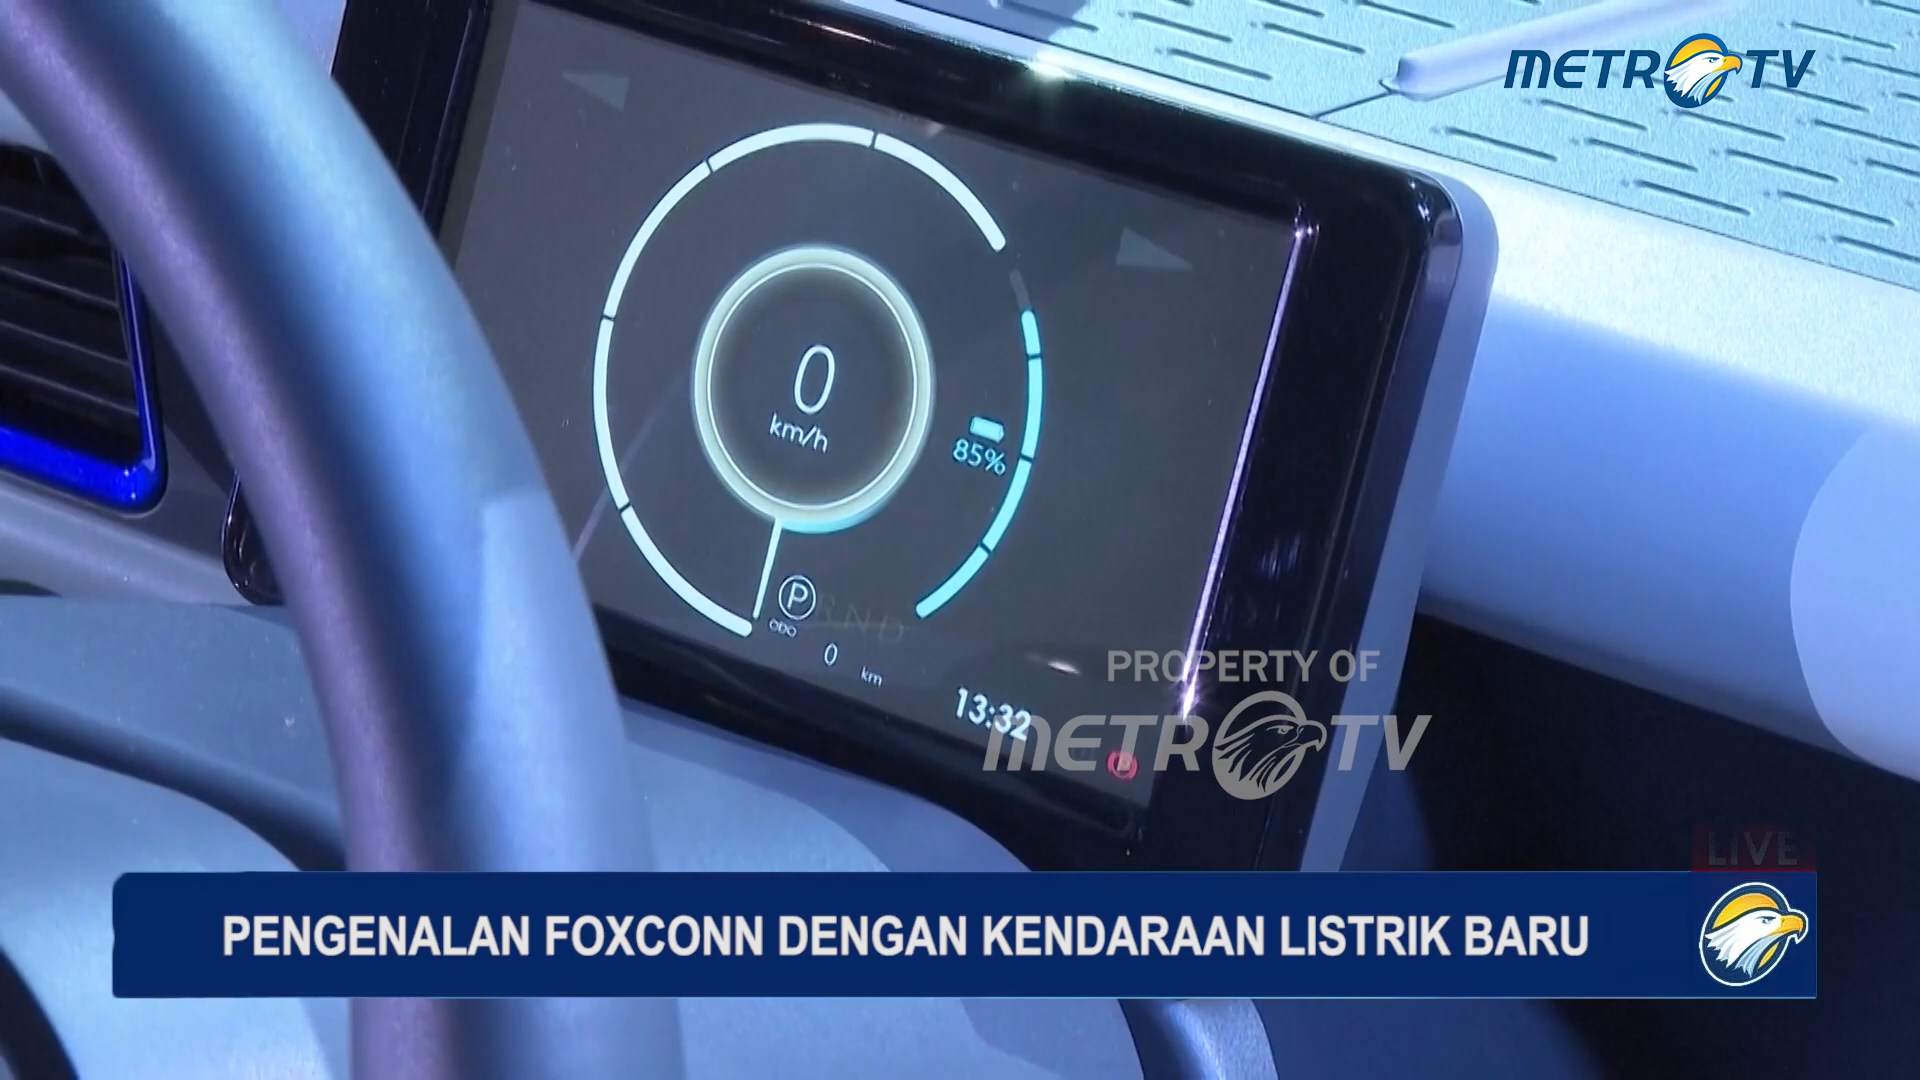 METRO TV
0
km/h
85%
P R N D
ODO
0 km
13:32
P
PROPERTY OF
METRO TV
LIVE
PENGENALAN FOXCONN DENGAN KENDARAAN LISTRIK BARU